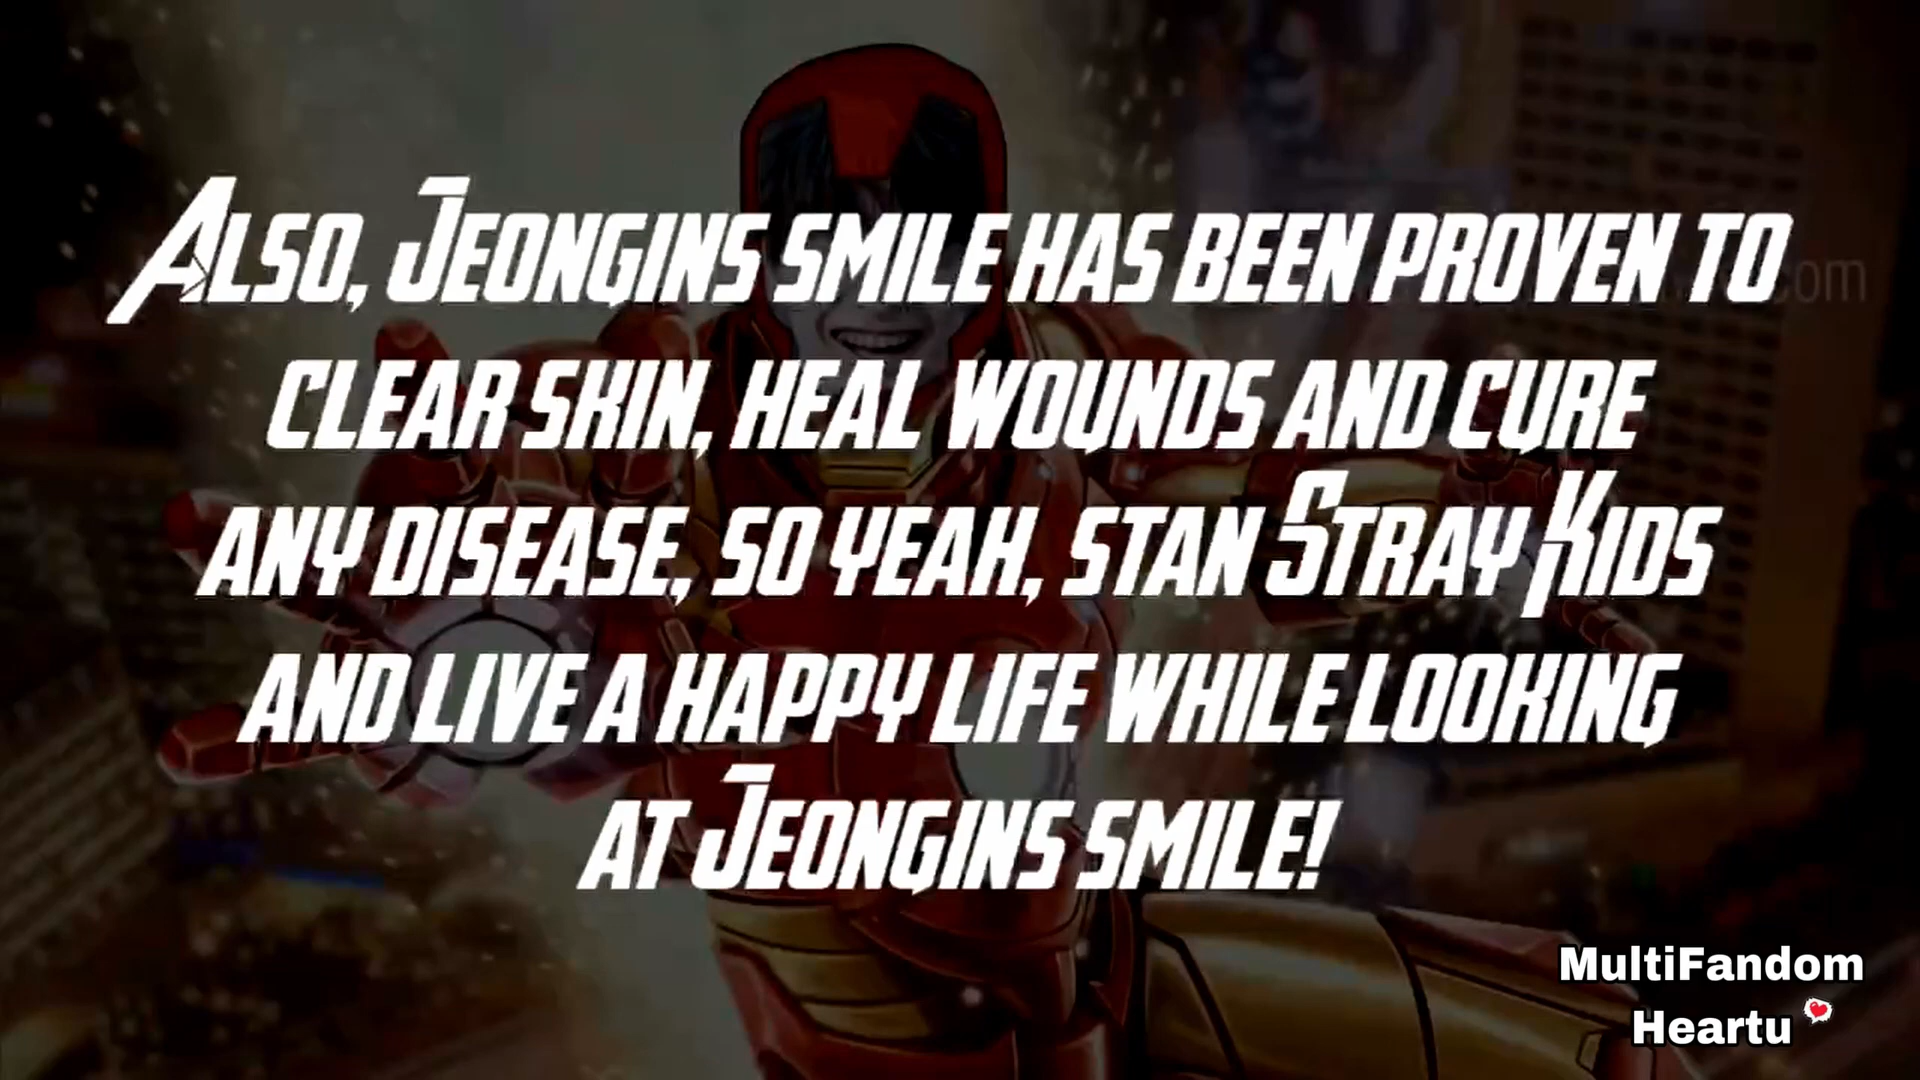 Also, Jeongins smile has been proven to
clear skin, heal wounds and cure
any disease, so yeah, stan Stray Kids
and live a happy life while looking
at Jeongins smile!
com
MultiFandom
Heartu